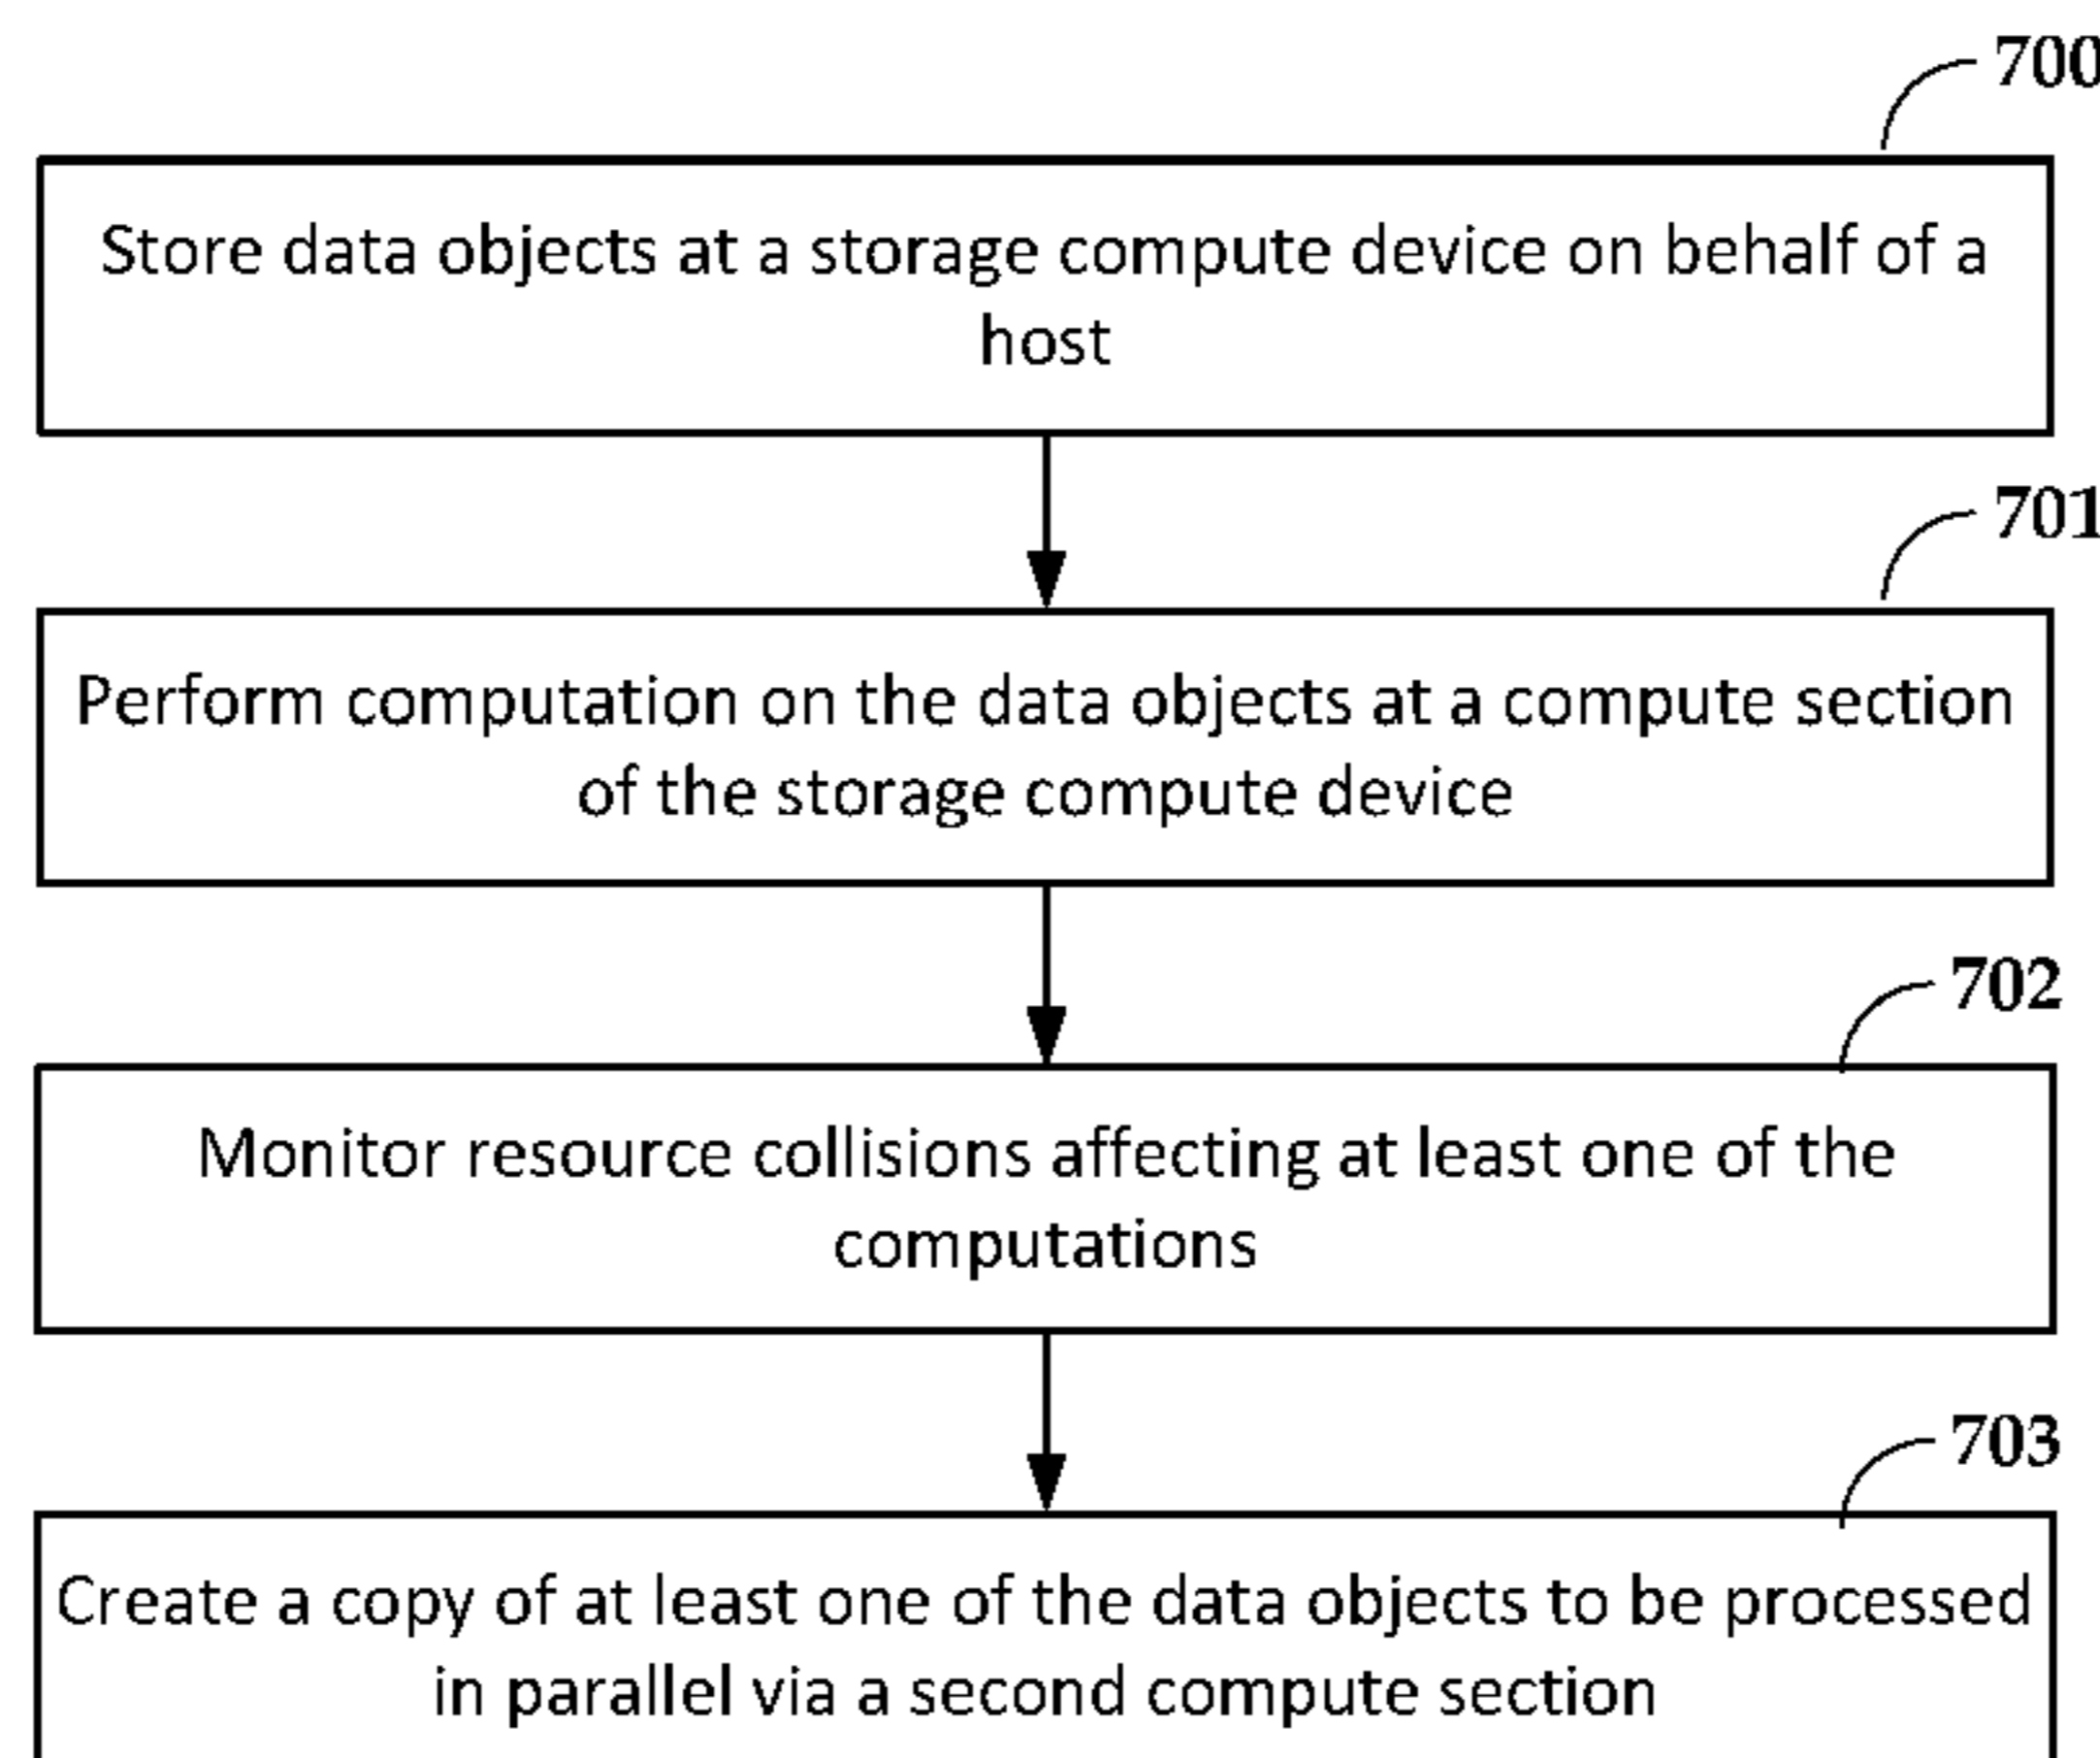 700
Store data objects at a storage compute device on behalf of a
host
701
Perform computation on the data objects at a compute section
of the storage compute device
702
Monitor resource collisions affecting at least one of the
computations
703
Create a copy of at least one of the data objects to be processed
in parallel via a second compute section